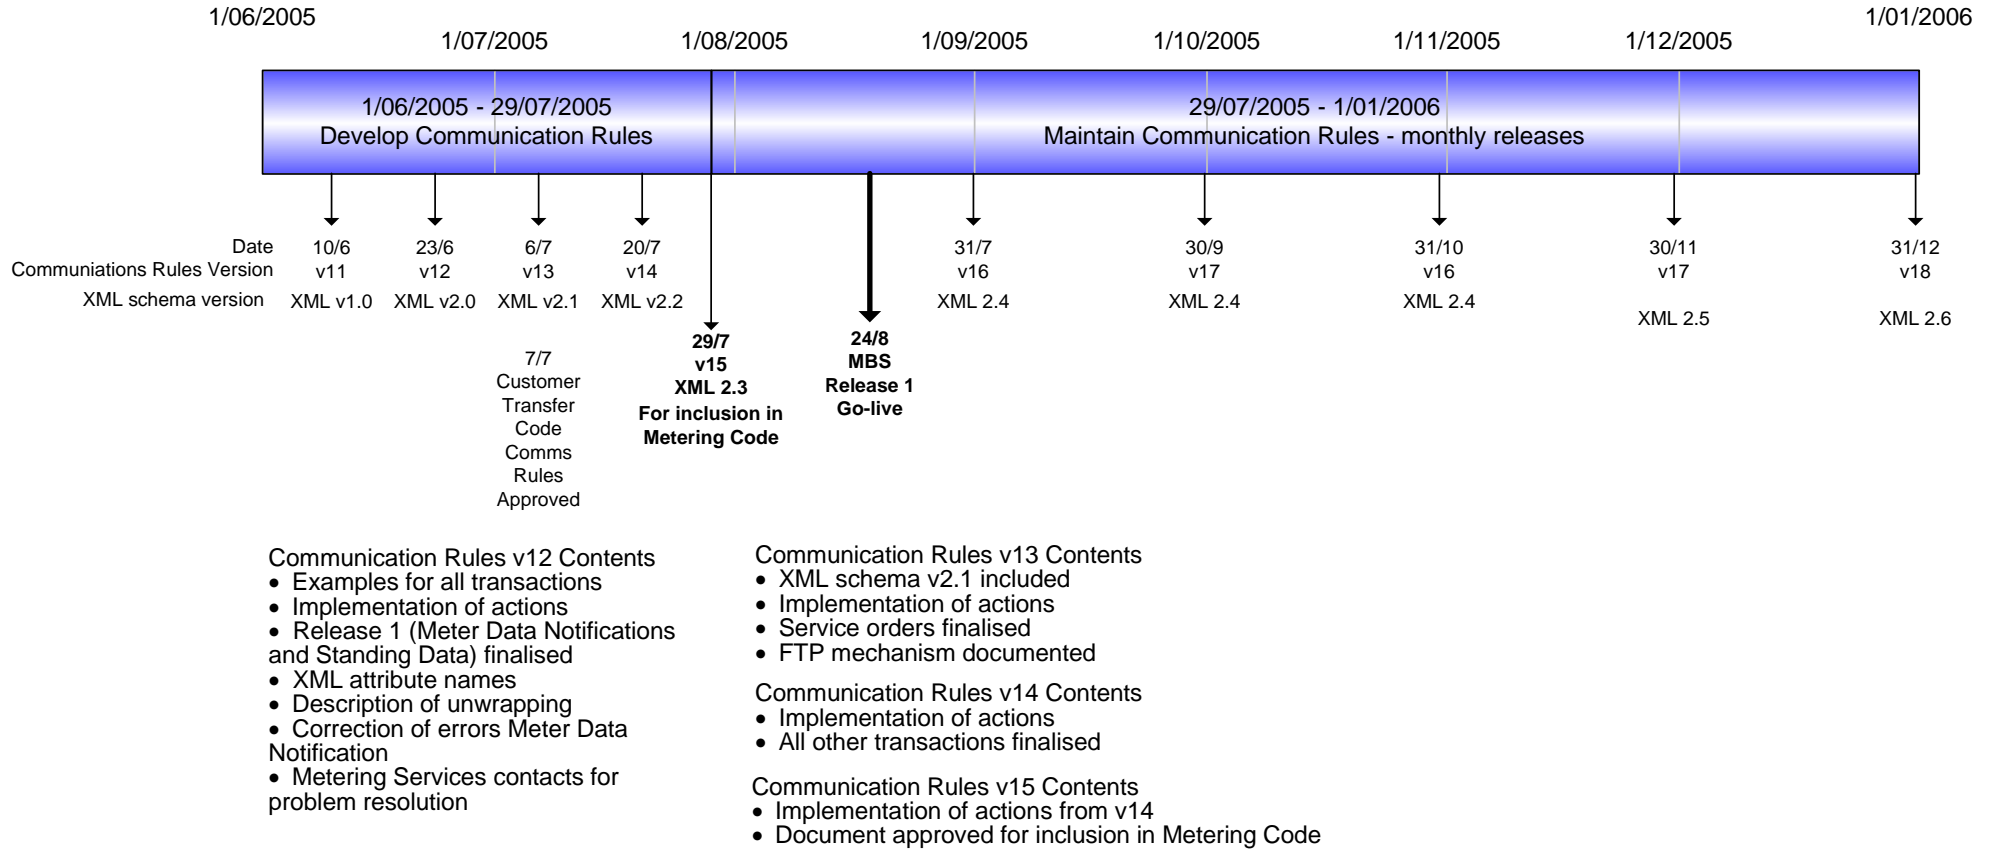 1/06/2005
1/01/2006
1/07/2005
1/08/2005
1/09/2005
1/10/2005
1/11/2005
1/12/2005
1/06/2005 - 29/07/2005
Develop Communication Rules
29/07/2005 - 1/01/2006
Maintain Communication Rules - monthly releases
Date
Communiations Rules Version
XML schema version
10/6
v11
XML v1.0
23/6
v12
XML v2.0
6/7
v13
XML v2.1
20/7
v14
XML v2.2
31/7
v16
XML 2.4
30/9
v17
XML 2.4
31/10
v16
XML 2.4
30/11
v17
XML 2.5
31/12
v18
XML 2.6
7/7
Customer
Transfer
Code
Comms
Rules
Approved
29/7
v15
XML 2.3
For inclusion in
Metering Code
24/8
MBS
Release 1
Go-live
Communication Rules v12 Contents
• Examples for all transactions
• Implementation of actions
• Release 1 (Meter Data Notifications
and Standing Data) finalised
• XML attribute names
• Description of unwrapping
• Correction of errors Meter Data
Notification
• Metering Services contacts for
problem resolution
Communication Rules v13 Contents
• XML schema v2.1 included
• Implementation of actions
• Service orders finalised
• FTP mechanism documented
Communication Rules v14 Contents
• Implementation of actions
• All other transactions finalised
Communication Rules v15 Contents
• Implementation of actions from v14
• Document approved for inclusion in Metering Code